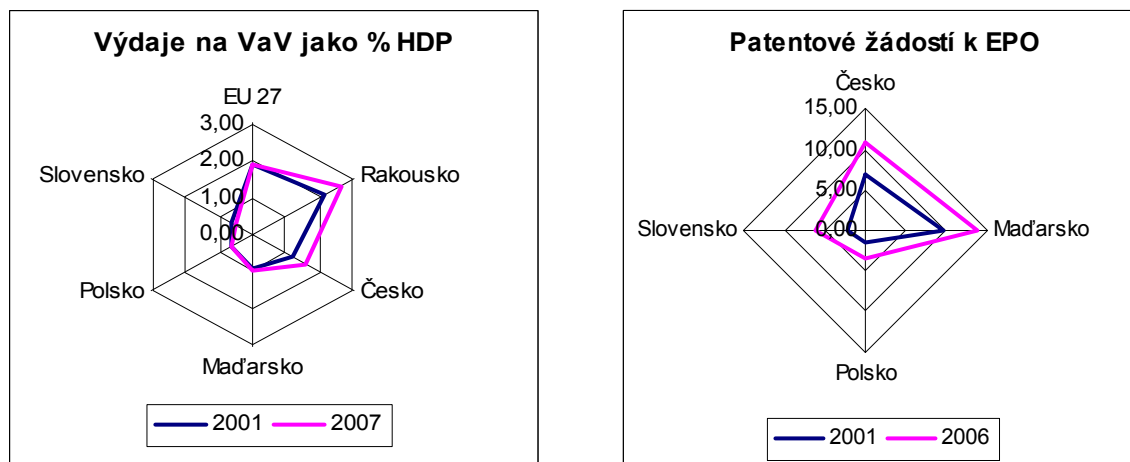 Výdaje na VaV jako % HDP
EU 27
3,00
2,00
1,00
0,00
Rakousko
Česko
Maďarsko
Polsko
Slovensko
2001
2007
Patentové žádostí k EPO
Česko
15,00
10,00
5,00
0,00
Maďarsko
Polsko
Slovensko
2001
2006